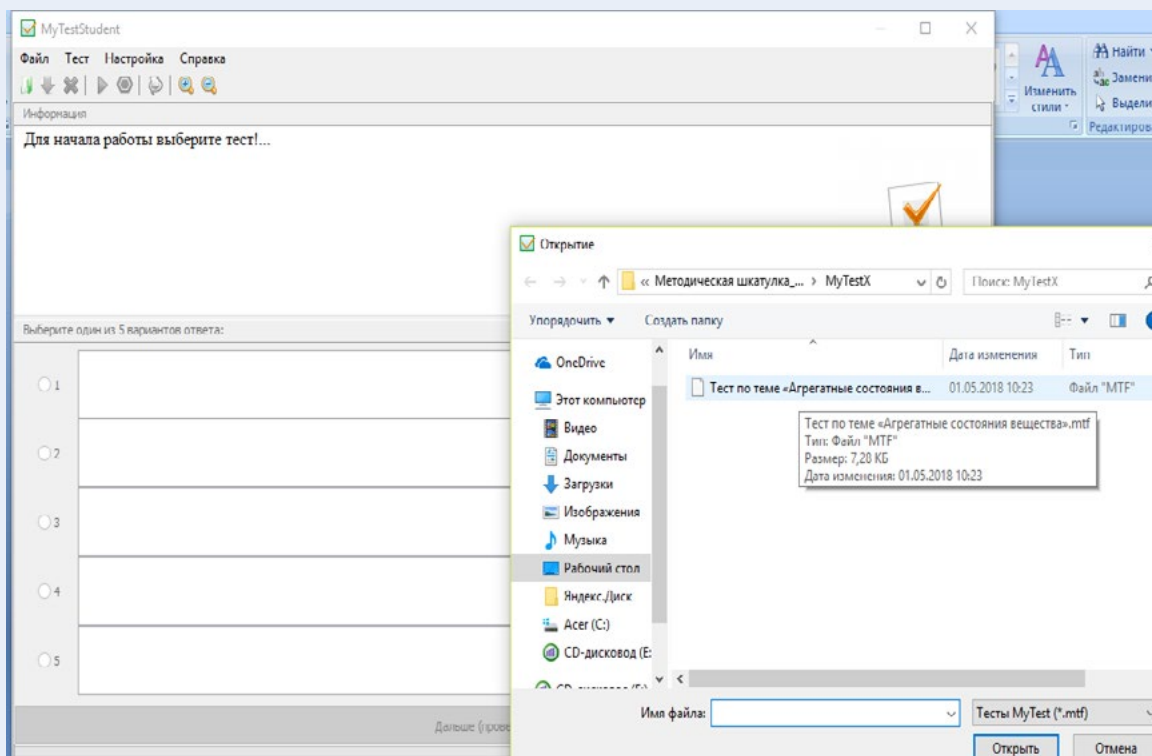 MyTestStudent
Файл Тест Настройка Справка
Информация
Для начала работы выберите тест!...
Найти
Изменить стили
Редактиров
Открытие
« Методическая шкатулка_... › MyTestX
Поиск: MyTestX
Упорядочить Создать папку
Имя Дата изменения Тип
Тест по теме «Агрегатные состояния в... 01.05.2018 10:23 Файл "MTF"
Тест по теме «Агрегатные состояния вещества».mtf
Тип: Файл "MTF"
Размер: 7,28 КБ
Дата изменения: 01.05.2018 10:23
OneDrive
Этот компьютер
Видео
Документы
Загрузки
Изображения
Музыка
Рабочий стол
Яндекс.Диск
Acer (C:)
CD-дисковод (E:
Выберите один из 5 вариантов ответа:
1
2
3
4
5
Дальше (прове
Имя файла: Тесты MyTest (*.mtf)
Открыть Отмена